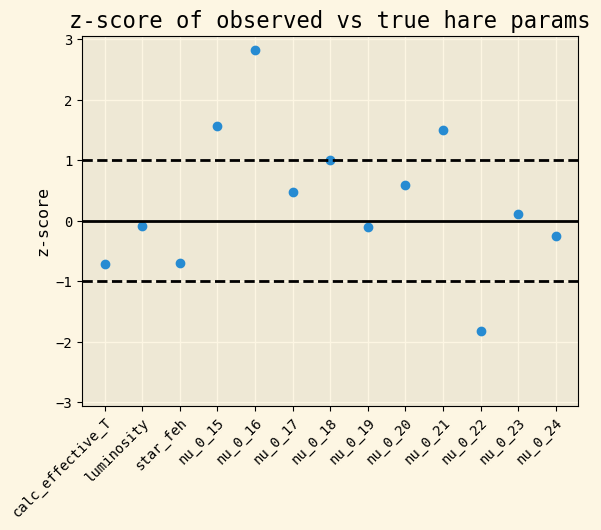 z-score of observed vs true hare params
z-score
3
2
1
0
−1
−2
−3
calc_effective_T
luminosity
star_feh
nu_0_15
nu_0_16
nu_0_17
nu_0_18
nu_0_19
nu_0_20
nu_0_21
nu_0_22
nu_0_23
nu_0_24